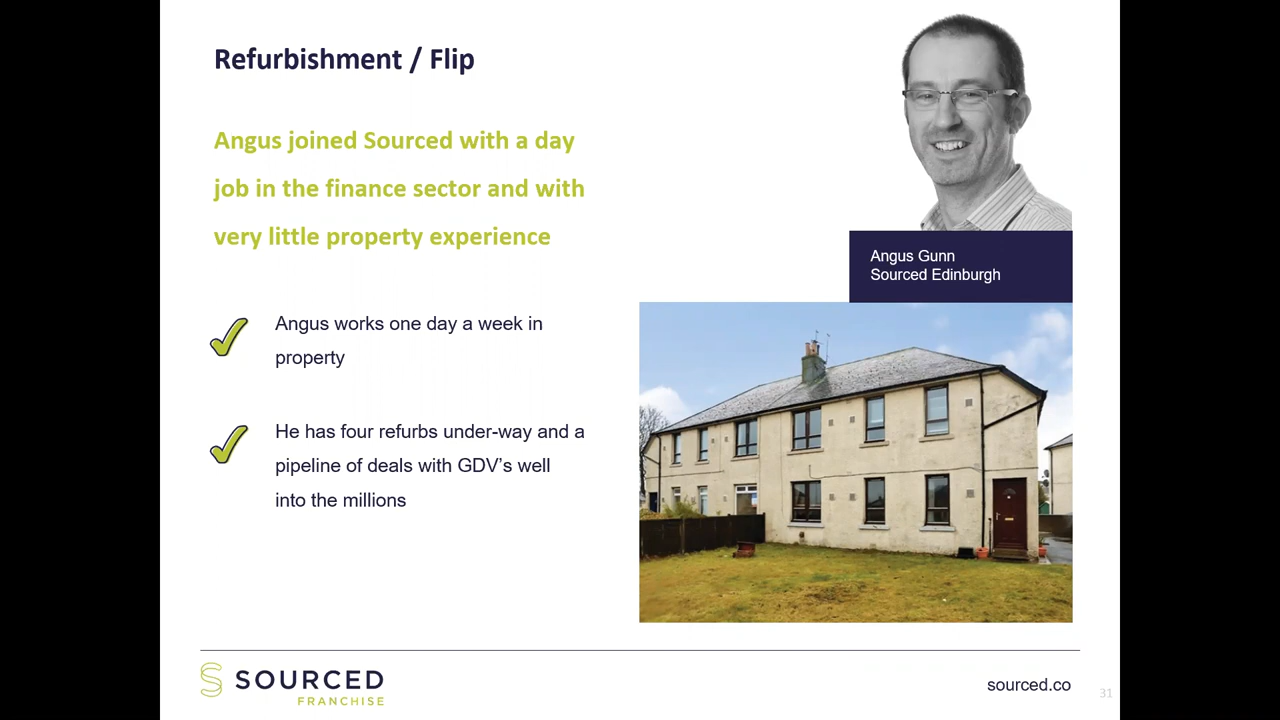 Refurbishment / Flip
Angus joined Sourced with a day
job in the finance sector and with
very little property experience
Angus works one day a week in
property
He has four refurbs under-way and a
pipeline of deals with GDV’s well
into the millions
Angus Gunn
Sourced Edinburgh
SOURCED
FRANCHISE
sourced.co
31